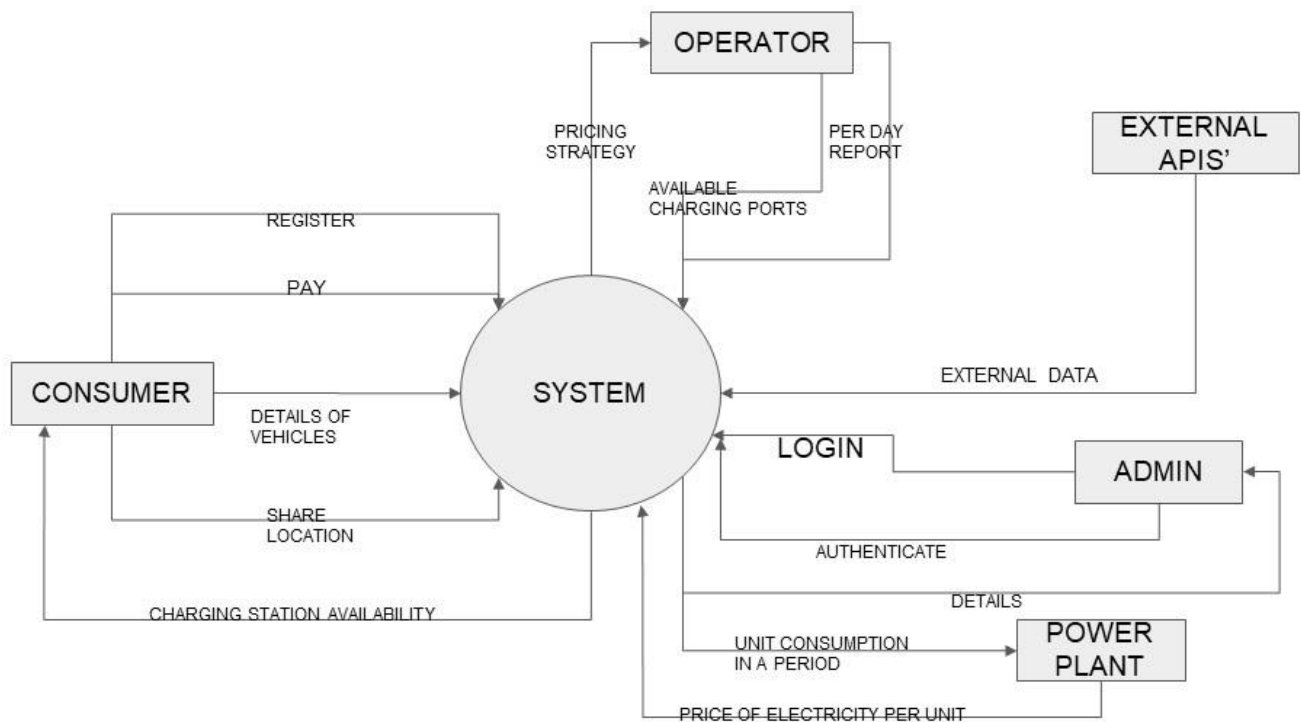 OPERATOR
PRICING
STRATEGY
PER DAY
REPORT
EXTERNAL
APIS’
AVAILABLE
CHARGING PORTS
REGISTER
PAY
CONSUMER
SYSTEM
EXTERNAL DATA
DETAILS OF
VEHICLES
LOGIN
ADMIN
SHARE
LOCATION
AUTHENTICATE
CHARGING STATION AVAILABILITY
DETAILS
UNIT CONSUMPTION
IN A PERIOD
POWER
PLANT
PRICE OF ELECTRICITY PER UNIT